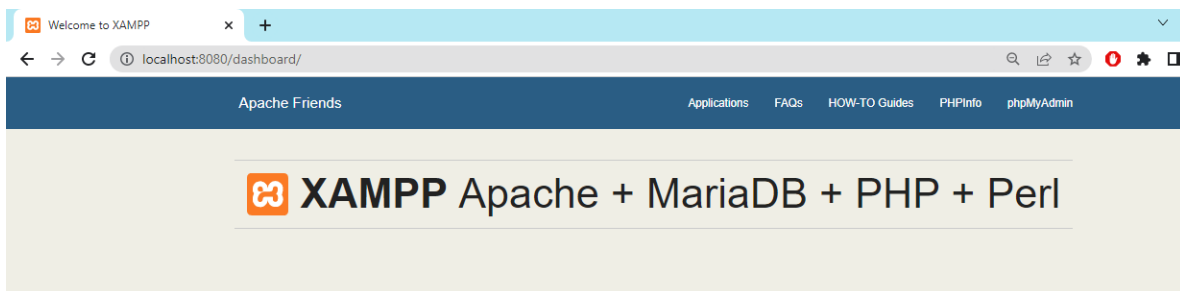 Welcome to XAMPP
localhost:8080/dashboard/
Apache Friends Applications FAQs HOW-TO Guides PHPInfo phpMyAdmin
XAMPP Apache + MariaDB + PHP + Perl